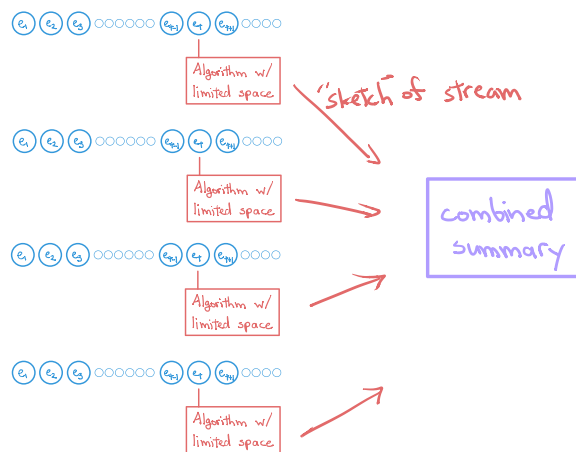 e1 e2 e3 et-1 et et+1
Algorithm w/
limited space
"sketch" of stream
e1 e2 e3 et-1 et et+1
Algorithm w/
limited space
combined
summary
e1 e2 e3 et-1 et et+1
Algorithm w/
limited space
e1 e2 e3 et-1 et et+1
Algorithm w/
limited space